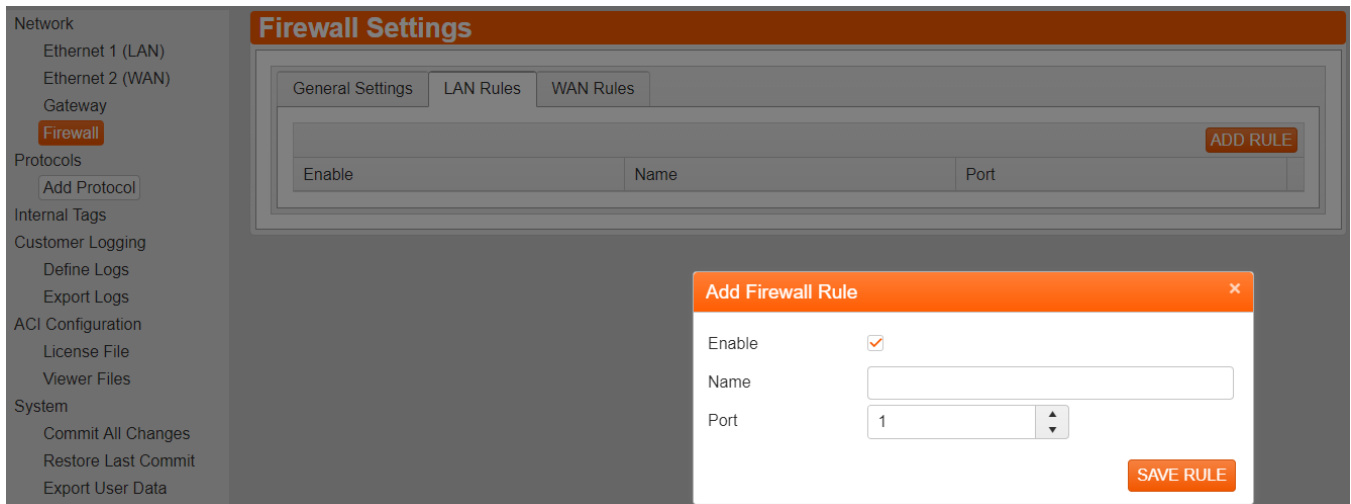 Network
Ethernet 1 (LAN)
Ethernet 2 (WAN)
Gateway
Firewall
Protocols
Add Protocol
Internal Tags
Customer Logging
Define Logs
Export Logs
ACI Configuration
License File
Viewer Files
System
Commit All Changes
Restore Last Commit
Export User Data
Firewall Settings
General Settings LAN Rules WAN Rules
ADD RULE
Enable Name Port
Add Firewall Rule ×
Enable
Name
Port 1
SAVE RULE